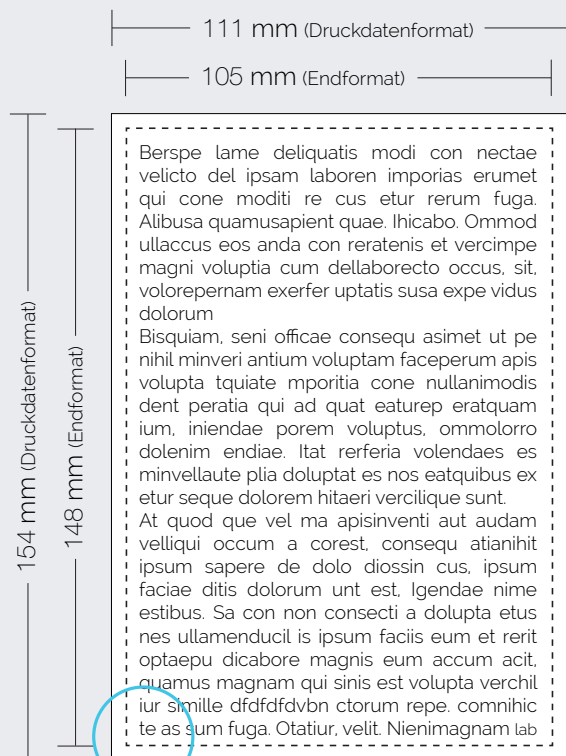 111 mm (Druckdatenformat)
105 mm (Endformat)
154 mm (Druckdatenformat)
148 mm (Endformat)
Berspe lame deliquatis modi con nectae
velicto del ipsam laboren imporias erumet
qui cone moditi re cus etur rerum fuga.
Alibusa quamusapient quae. Ihicabo. Ommod
ullaccus eos anda con reratenis et vercimpe
magni voluptia cum dellaborecto occus, sit,
volorepernam exerfer uptatis susa expe vidus
dolorum
Bisquiam, seni officae consequ asimet ut pe
nihil minveri antium voluptam faceperum apis
volupta tquiate mporitia cone nullanimodis
dent peratia qui ad quat eaturep eratquam
ium, iniendae porem voluptus, ommolorro
dolenim endiae. Itat rerferia volendaes es
minvellaute plia doluptat es nos eatquibus ex
etur seque dolorem hitaeri vercilique sunt.
At quod que vel ma apisinventi aut audam
velliqui occum a corest, consequ atianihit
ipsum sapere de dolo diossin cus, ipsum
faciae ditis dolorum unt est, Igendae nime
estibus. Sa con non consecti a dolupta etus
nes ullamenducil is ipsum faciis eum et rerit
optaepu dicabore magnis eum accum acit,
quamus magnam qui sinis est volupta verchil
iur simille dfdfdfdvbn ctorum repe. comnihic
te as sum fuga. Otatiur, velit. Nienimagnam lab